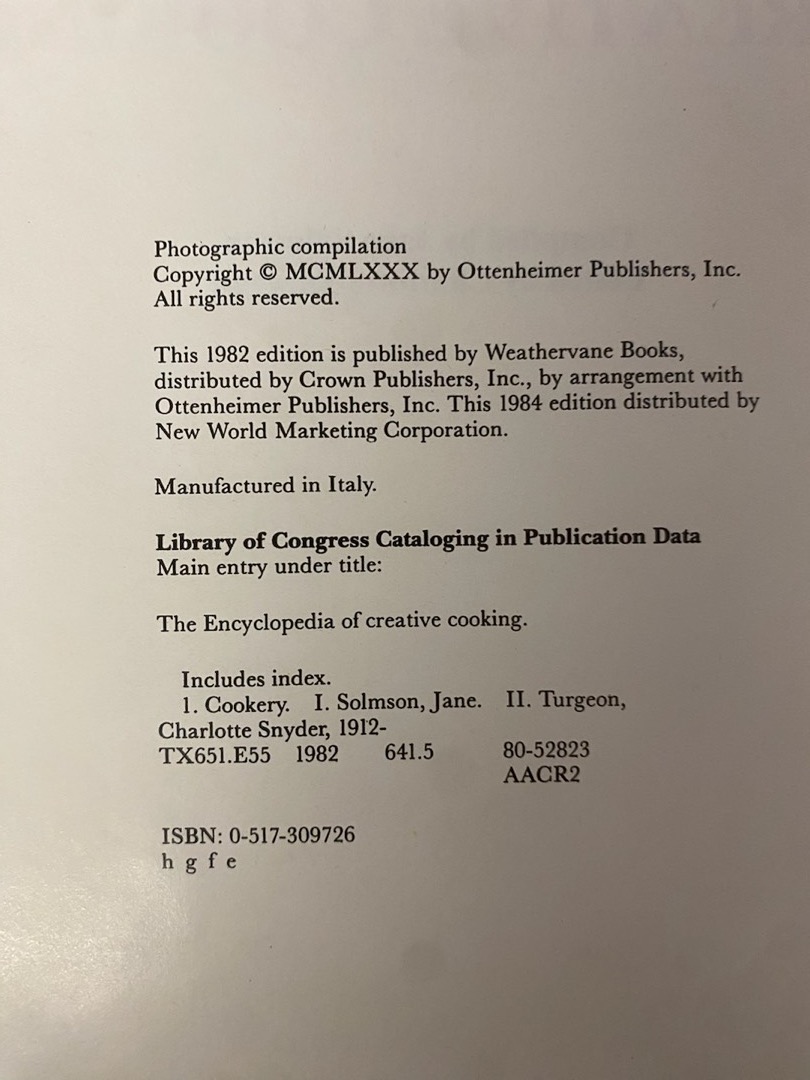 Photographic compilation
Copyright © MCMLXXX by Ottenheimer Publishers, Inc.
All rights reserved.
This 1982 edition is published by Weathervane Books,
distributed by Crown Publishers, Inc., by arrangement with
Ottenheimer Publishers, Inc. This 1984 edition distributed by
New World Marketing Corporation.
Manufactured in Italy.
Library of Congress Cataloging in Publication Data
Main entry under title:
The Encyclopedia of creative cooking.
Includes index.
1. Cookery. I. Solmson, Jane. II. Turgeon,
Charlotte Snyder, 1912-
TX651.E55 1982 641.5 80-52823
AACR2
ISBN: 0-517-309726
h g f e